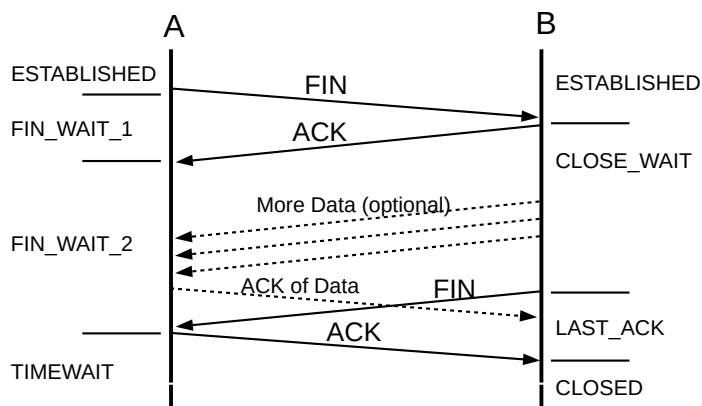 A
B
ESTABLISHED
FIN
ESTABLISHED
FIN_WAIT_1
ACK
CLOSE_WAIT
More Data (optional)
FIN_WAIT_2
ACK of Data
FIN
ACK
LAST_ACK
TIMEWAIT
CLOSED